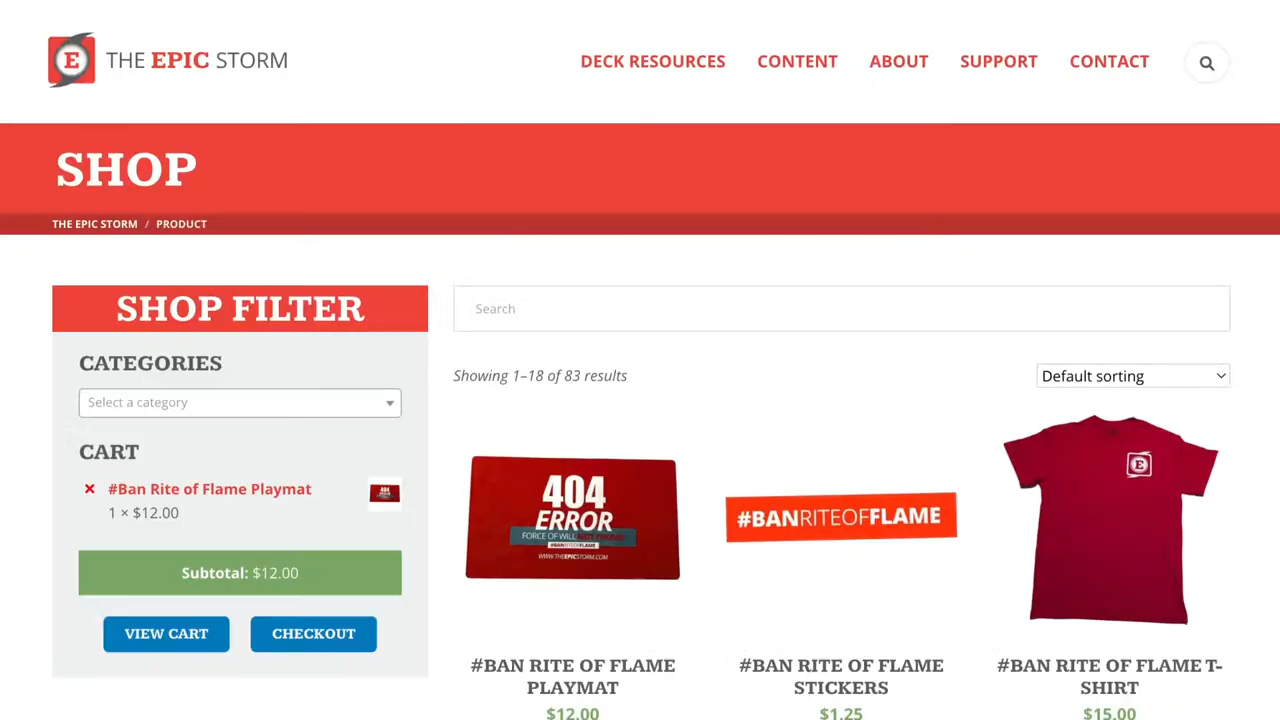 E THE EPIC STORM
DECK RESOURCES CONTENT ABOUT SUPPORT CONTACT
SHOP
THE EPIC STORM / PRODUCT
SHOP FILTER
CATEGORIES
Select a category
CART
#Ban Rite of Flame Playmat
1 × $12.00
Subtotal: $12.00
VIEW CART CHECKOUT
Search
Showing 1–18 of 83 results
Default sorting
404
ERROR
FORCE OF WILL NOT FOUND
#BANRITEOFFLAME
WWW.THEEPICSTORM.COM
#BAN RITE OF FLAME
PLAYMAT
$12.00
#BANRITEOFFLAME
#BAN RITE OF FLAME
STICKERS
$1.25
E
#BAN RITE OF FLAME T-
SHIRT
$15.00